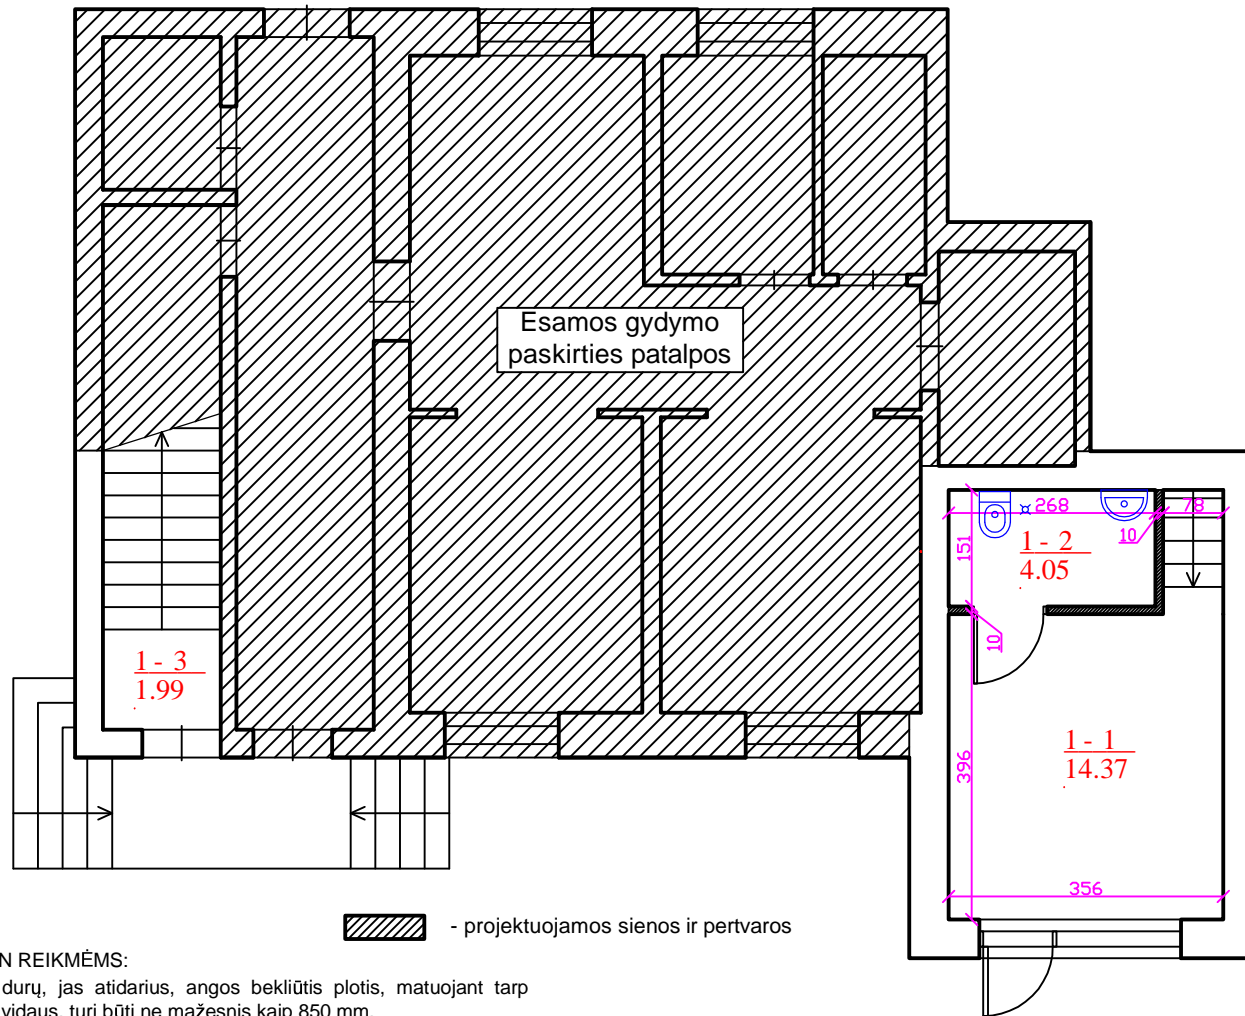 Esamos gydymo
paskirties patalpos
268
78
10
151
1 - 2
4.05
10
1 - 3
1.99
1 - 1
14.37
396
356
- projektuojamos sienos ir pertvaros
N REIKMĖMS:
durų, jas atidarius, angos bekliūtis plotis, matuojant tarp
vidaus, turi būti ne mažesnis kaip 850 mm.